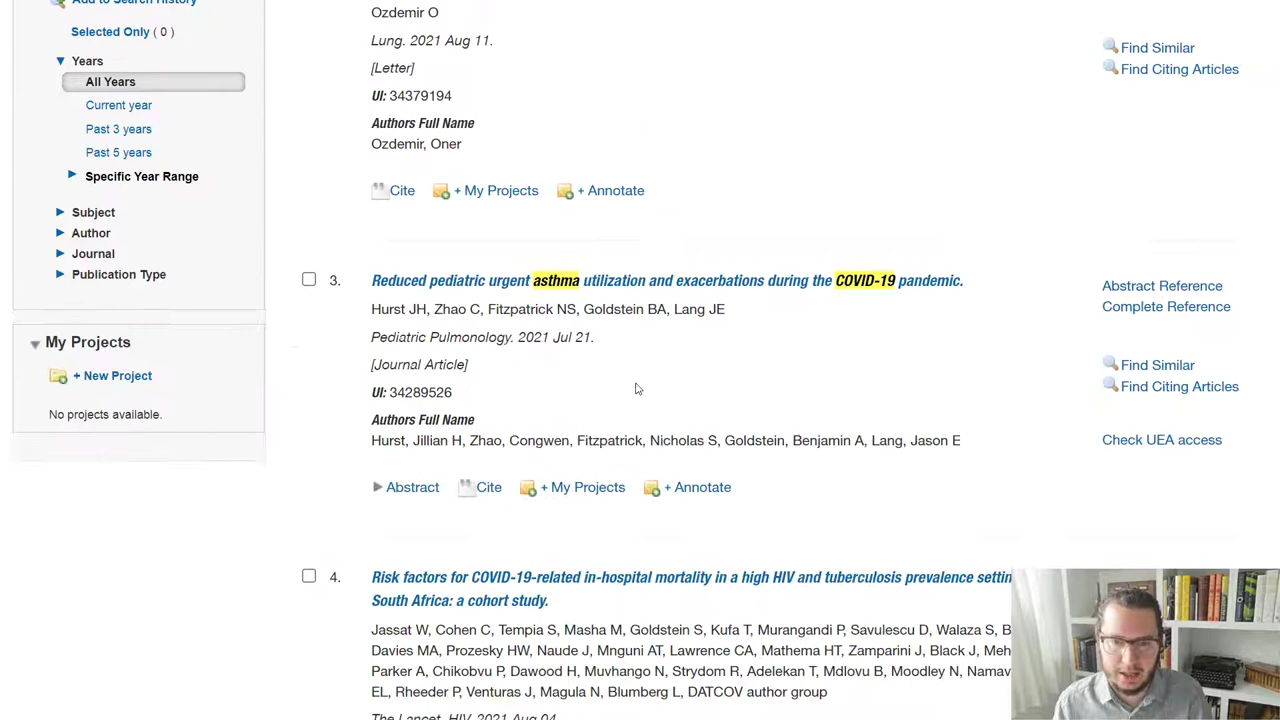 Add to Search History
Selected Only ( 0 )
Years
All Years
Current year
Past 3 years
Past 5 years
Specific Year Range
Subject
Author
Journal
Publication Type
My Projects
+ New Project
No projects available.
Ozdemir O
Lung. 2021 Aug 11.
[Letter]
UI: 34379194
Authors Full Name
Ozdemir, Oner
Cite + My Projects + Annotate
Find Similar
Find Citing Articles
3. Reduced pediatric urgent asthma utilization and exacerbations during the COVID-19 pandemic.
Hurst JH, Zhao C, Fitzpatrick NS, Goldstein BA, Lang JE
Pediatric Pulmonology. 2021 Jul 21.
[Journal Article]
UI: 34289526
Authors Full Name
Hurst, Jillian H, Zhao, Congwen, Fitzpatrick, Nicholas S, Goldstein, Benjamin A, Lang, Jason E
Abstract Cite + My Projects + Annotate
Abstract Reference
Complete Reference
Find Similar
Find Citing Articles
Check UEA access
4. Risk factors for COVID-19-related in-hospital mortality in a high HIV and tuberculosis prevalence settin
South Africa: a cohort study.
Jassat W, Cohen C, Tempia S, Masha M, Goldstein S, Kufa T, Murangandi P, Savulescu D, Walaza S, B
Davies MA, Prozesky HW, Naude J, Mnguni AT, Lawrence CA, Mathema HT, Zamparini J, Black J, Meh
Parker A, Chikobvu P, Dawood H, Muvhango N, Strydom R, Adelekan T, Mdlovu B, Moodley N, Namav
EL, Rheeder P, Venturas J, Magula N, Blumberg L, DATCOV author group
The Lancet. HIV. 2021 Aug 04.